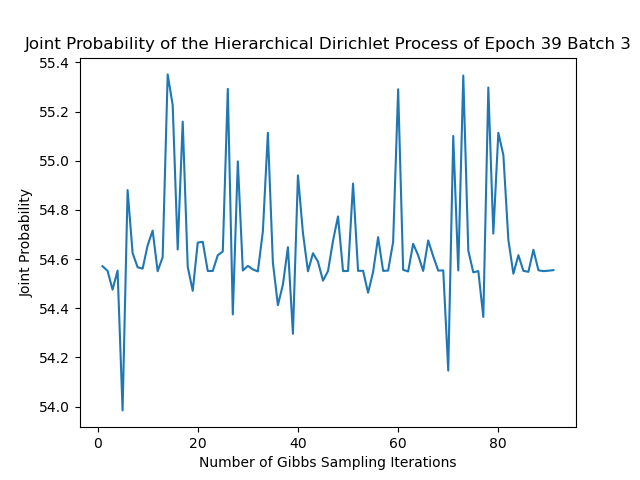 Joint Probability of the Hierarchical Dirichlet Process of Epoch 39 Batch 3
55.4
55.2
55.0
54.8
54.6
54.4
54.2
54.0
Joint Probability
0 20 40 60 80
Number of Gibbs Sampling Iterations